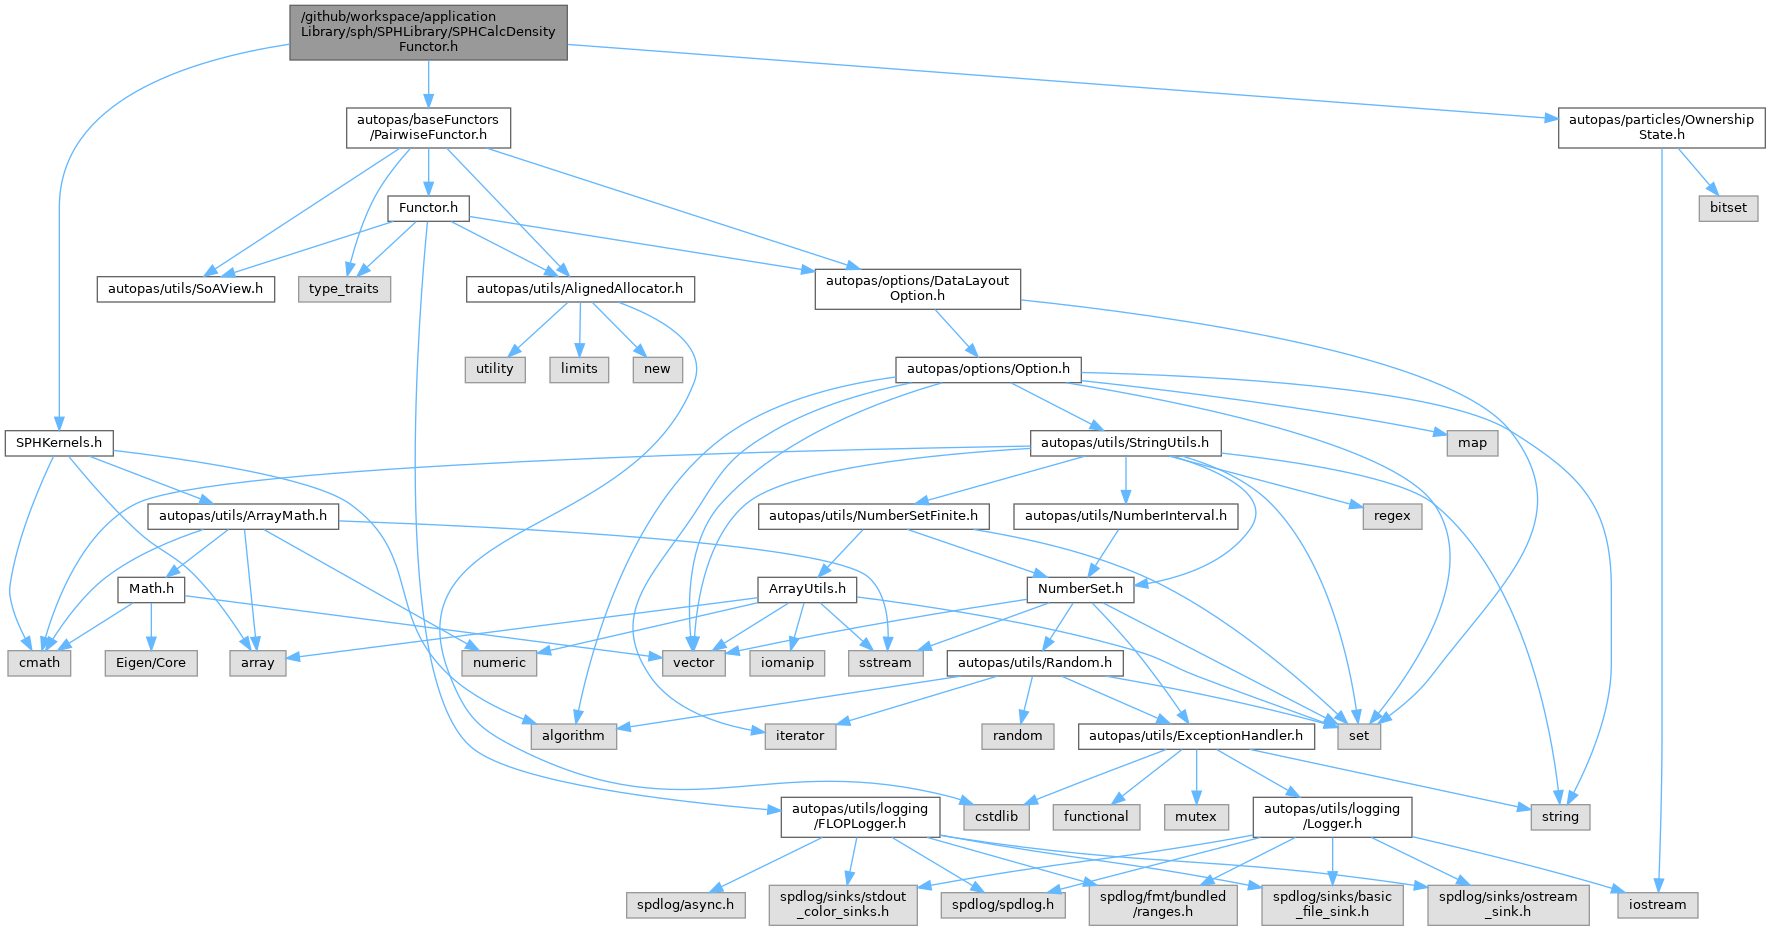 /github/workspace/application
Library/sph/SPHLibrary/SPHCalcDensity
Functor.h
autopas/baseFunctors
/PairwiseFunctor.h
autopas/particles/Ownership
State.h
Functor.h
bitset
autopas/utils/SoAView.h
type_traits
autopas/utils/AlignedAllocator.h
autopas/options/DataLayout
Option.h
utility
limits
new
autopas/options/Option.h
SPHKernels.h
autopas/utils/StringUtils.h
map
autopas/utils/ArrayMath.h
autopas/utils/NumberSetFinite.h
autopas/utils/NumberInterval.h
regex
Math.h
ArrayUtils.h
NumberSet.h
cmath
Eigen/Core
array
numeric
vector
iomanip
sstream
autopas/utils/Random.h
algorithm
iterator
random
autopas/utils/ExceptionHandler.h
set
autopas/utils/logging
/FLOPLogger.h
cstdlib
functional
mutex
autopas/utils/logging
/Logger.h
string
spdlog/async.h
spdlog/sinks/stdout
_color_sinks.h
spdlog/spdlog.h
spdlog/fmt/bundled
/ranges.h
spdlog/sinks/basic
_file_sink.h
spdlog/sinks/ostream
_sink.h
iostream